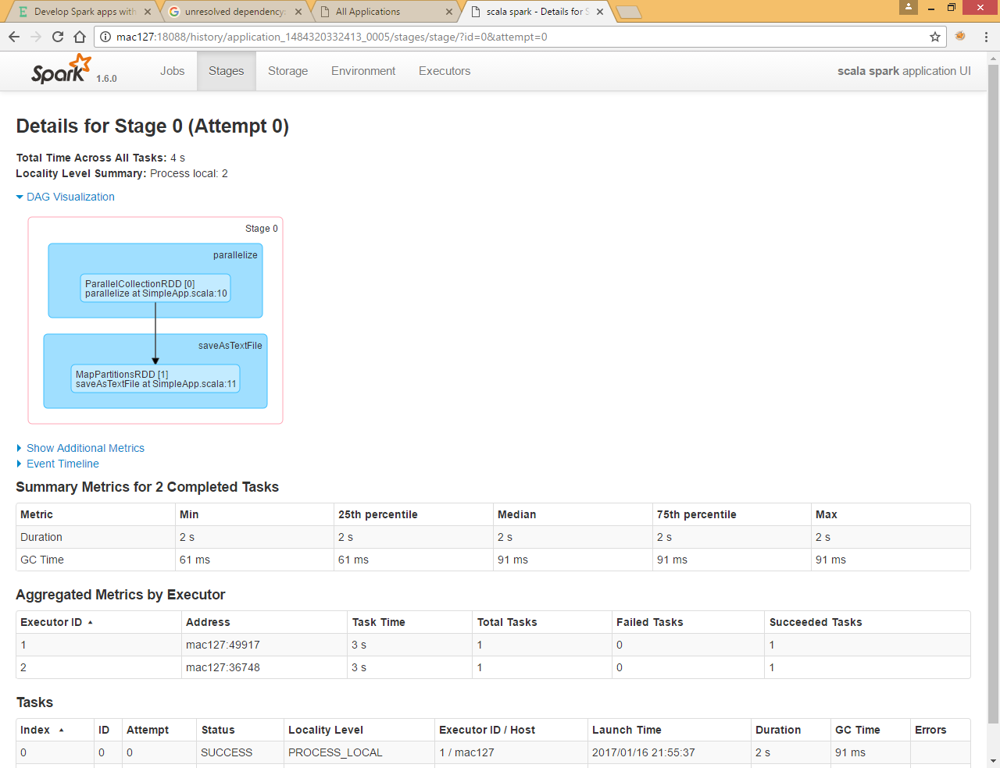 Develop Spark apps with
unresolved dependency:
All Applications
scala spark - Details for S
mac127:18088/history/application_1484320332413_0005/stages/stage/?id=0&attempt=0
Spark 1.6.0 Jobs Stages Storage Environment Executors scala spark application UI
Details for Stage 0 (Attempt 0)
Total Time Across All Tasks: 4 s
Locality Level Summary: Process local: 2
DAG Visualization
Stage 0
parallelize
ParallelCollectionRDD [0]
parallelize at SimpleApp.scala:10
saveAsTextFile
MapPartitionsRDD [1]
saveAsTextFile at SimpleApp.scala:11
Show Additional Metrics
Event Timeline
Summary Metrics for 2 Completed Tasks
Metric Min 25th percentile Median 75th percentile Max
Duration 2 s 2 s 2 s 2 s 2 s
GC Time 61 ms 61 ms 91 ms 91 ms 91 ms
Aggregated Metrics by Executor
Executor ID Address Task Time Total Tasks Failed Tasks Succeeded Tasks
1 mac127:49917 3 s 1 0 1
2 mac127:36748 3 s 1 0 1
Tasks
Index ID Attempt Status Locality Level Executor ID / Host Launch Time Duration GC Time Errors
0 0 0 SUCCESS PROCESS_LOCAL 1 / mac127 2017/01/16 21:55:37 2 s 91 ms